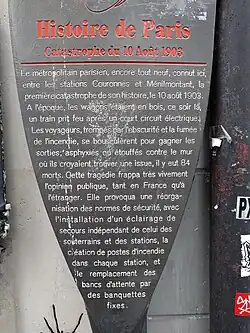 Histoire de Paris
Catastrophe du 10 Août 1903
Le métropolitain parisien, encore tout neuf, connut ici,
entre les stations Couronnes et Ménilmontant, la
première catastrophe de son histoire, le 10 août 1903.
A l'époque, les wagons étaient en bois, ce soir là,
un train prit feu après un court circuit électrique.
Les voyageurs, trompés par l'obscurité et la fumée
de l'incendie, se bousculèrent pour gagner les
sorties: asphyxiés ou étouffés contre le mur
où ils croyaient trouver une issue, il y eut 84
morts. Cette tragédie frappa très vivement
l'opinion publique, tant en France qu'à
l'étranger. Elle provoqua une réorga-
nisation des normes de sécurité, avec
l'installation d'un éclairage de
secours indépendant de celui des
souterrains et des stations, la
création de postes d'incendie
dans chaque station, et
le remplacement des
bancs d'attente par
des banquettes
fixes.